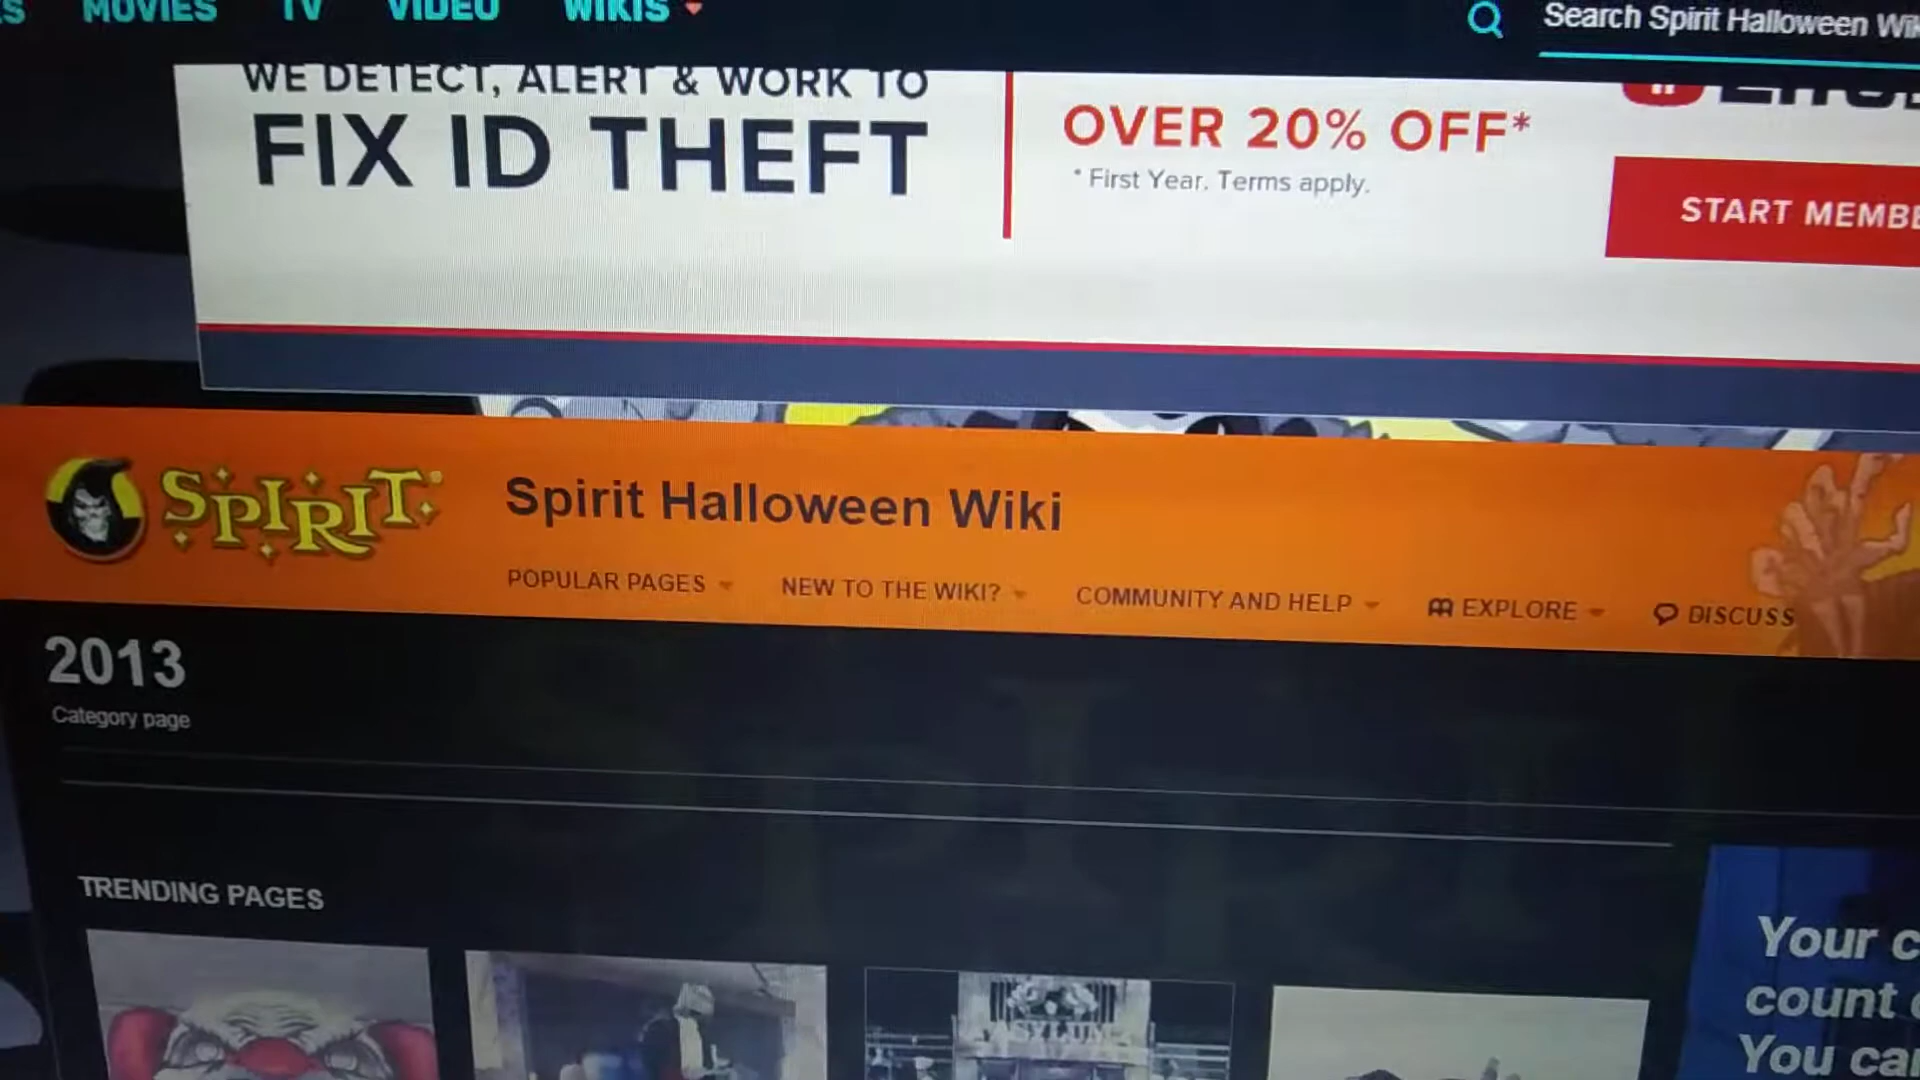 MOVIES TV VIDEO WIKIS
Search Spirit Halloween
WE DETECT, ALERT & WORK TO
FIX ID THEFT
OVER 20% OFF*
* First Year. Terms apply.
START
SPIRIT
Spirit Halloween Wiki
POPULAR PAGES NEW TO THE WIKI? COMMUNITY AND HELP EXPLORE DISCUSS
2013
Category page
TRENDING PAGES
ASYLUM
Your
count
You